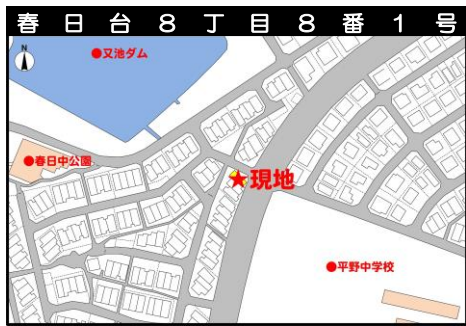 春日台8丁目8番1号
N
●又池ダム
●春日中公園
★現地
●平野中学校